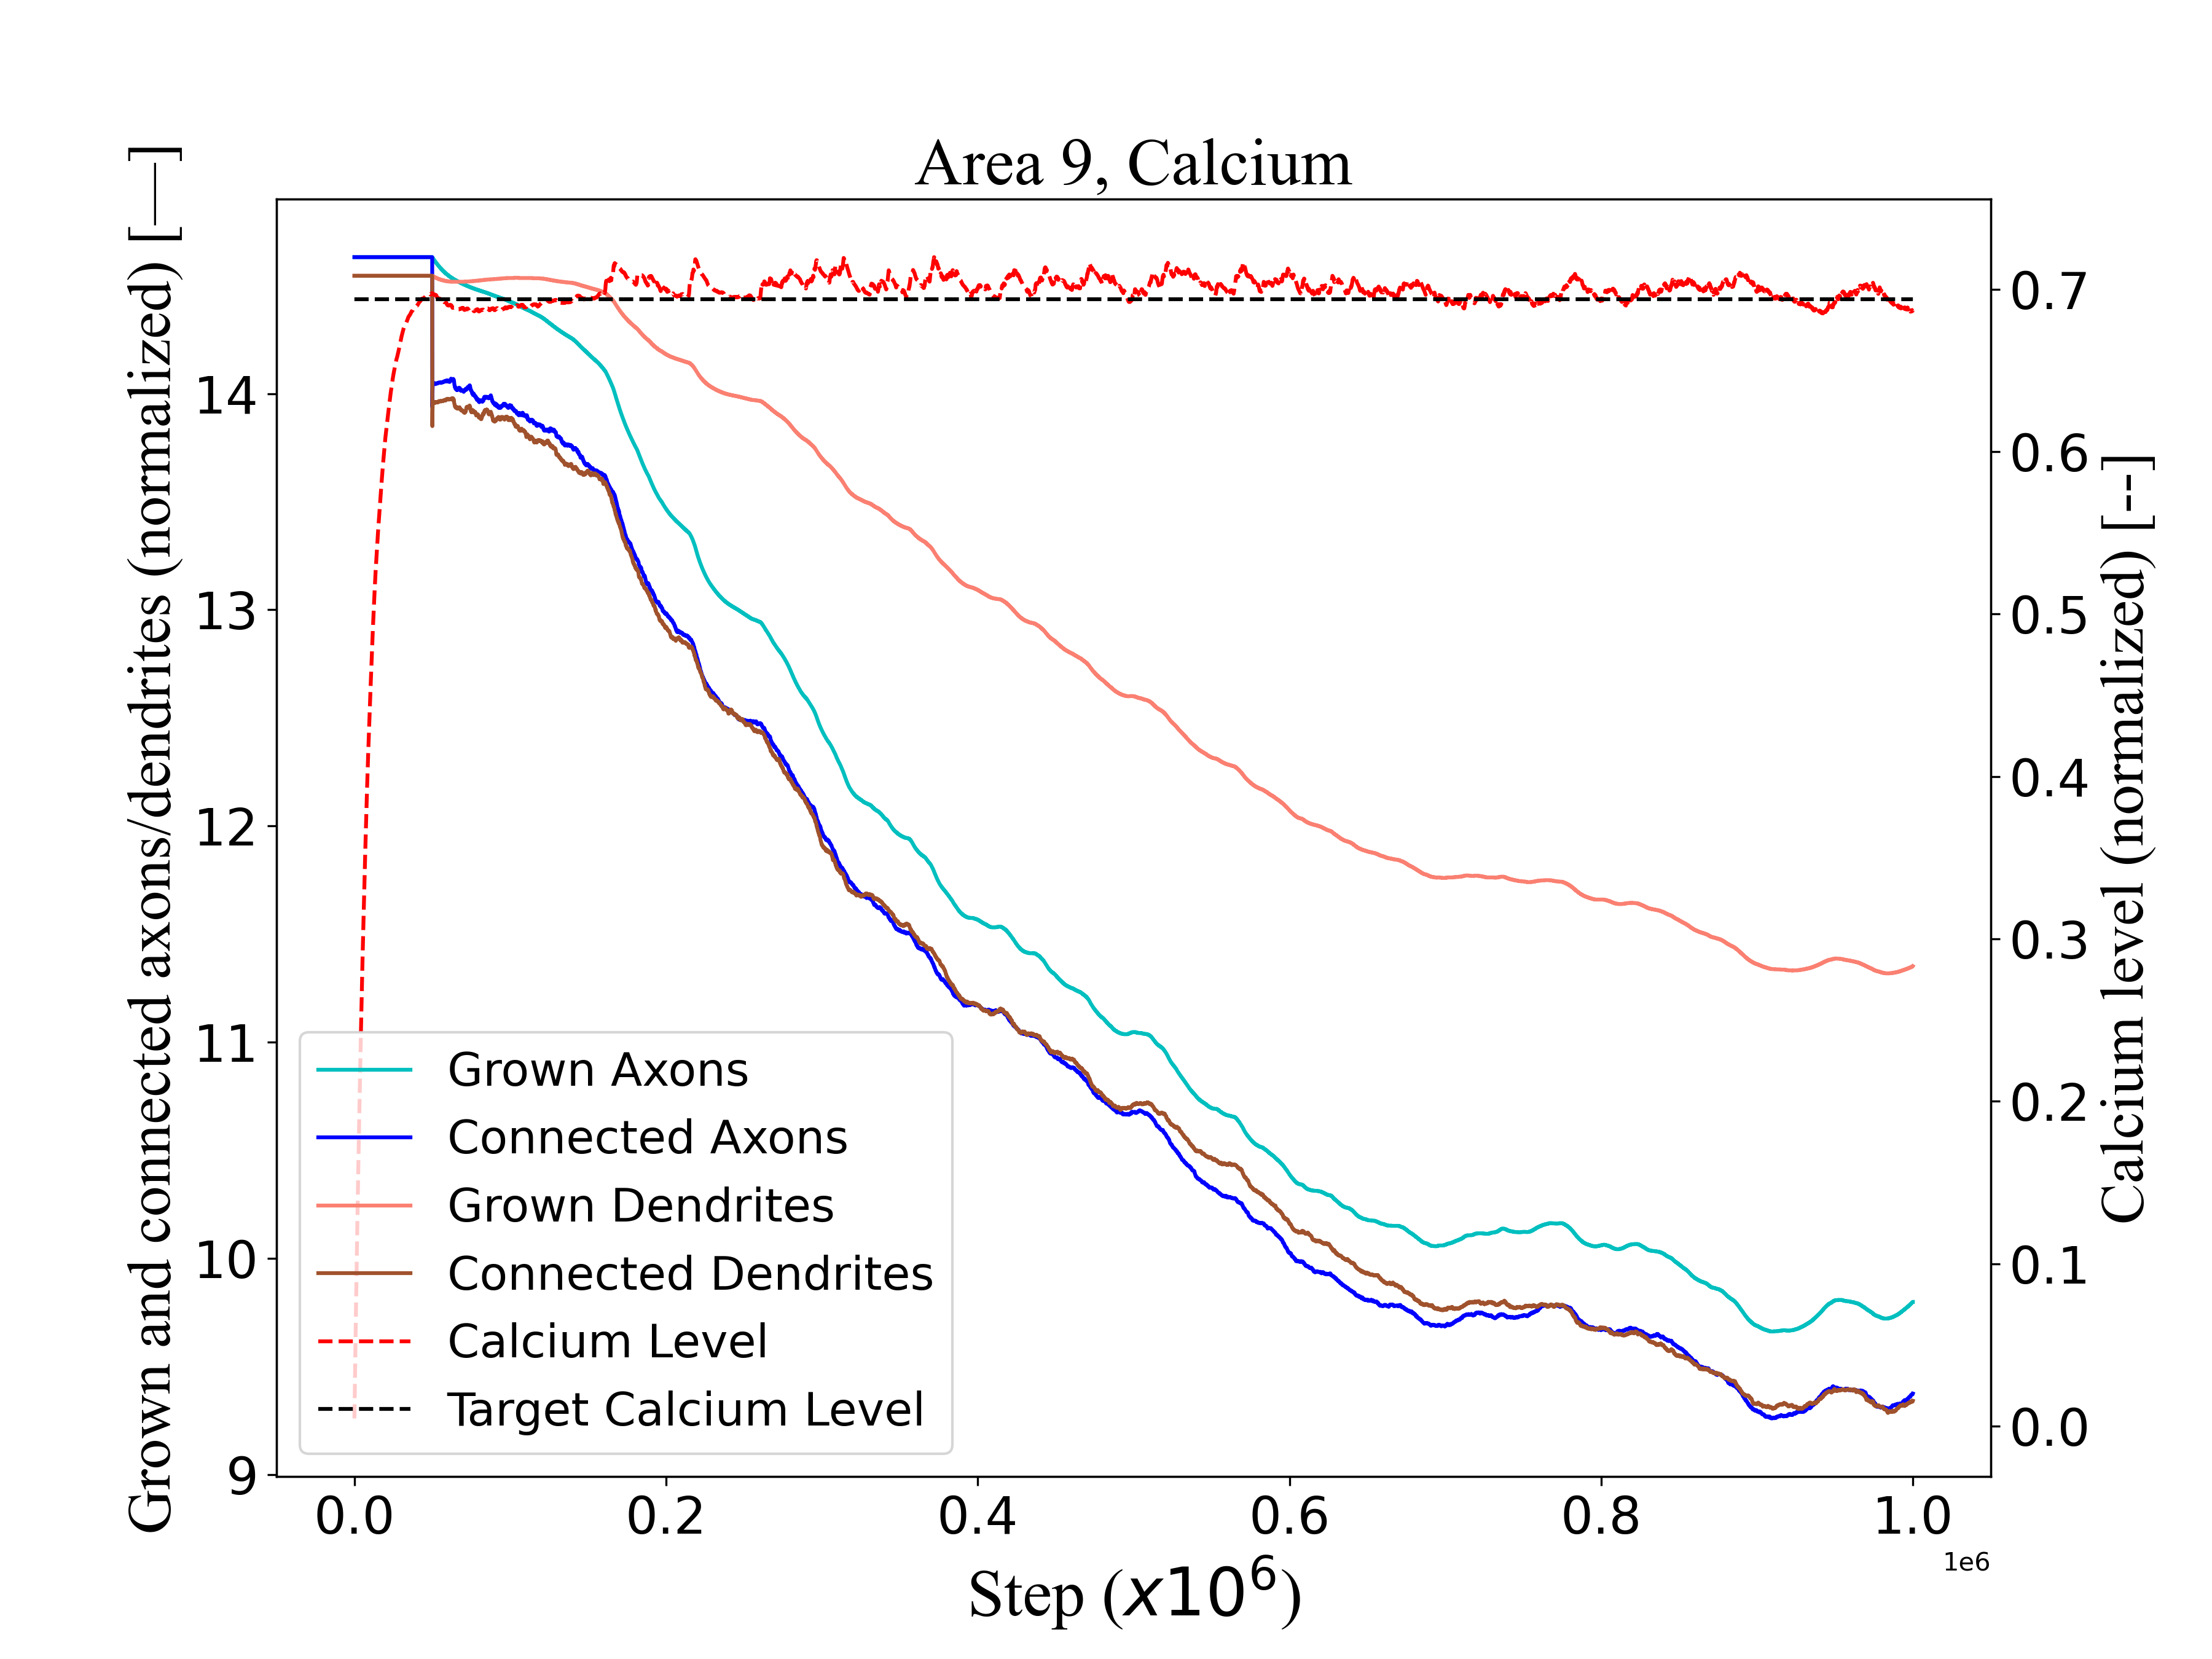 Area 9, Calcium
Grown and connected axons/dendrites (normalized) [—]
14
13
12
11
10
9
0.7
0.6
0.5
0.4
0.3
0.2
0.1
0.0
Calcium level (normalized) [--]
Grown Axons
Connected Axons
Grown Dendrites
Connected Dendrites
Calcium Level
Target Calcium Level
0.0 0.2 0.4 0.6 0.8 1.0
1e6
Step (x10⁶)